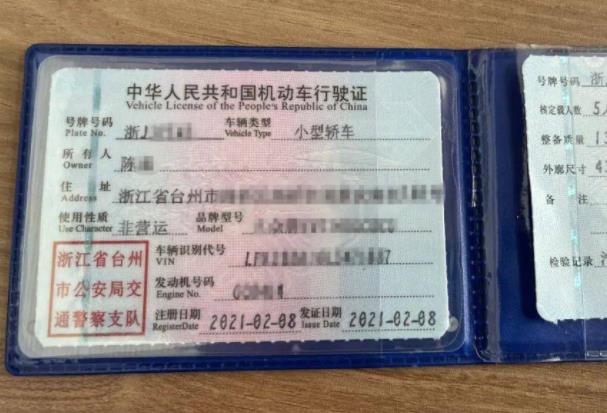 中华人民共和国机动车行驶证
Vehicle License of the People's Republic of China
号牌号码 浙J 车辆类型 小型轿车
Plate No. Vehicle Type
所有人 陈
Owner
住址 浙江省台州市
Address
使用性质 非营运 品牌型号
Use Character Model
浙江省台州
市公安局交
通警察支队
车辆识别代号
VIN
发动机号码
Engine No.
注册日期 2021-02-08 发证日期 2021-02-08
RegisterDate Issue Date
号牌号码 浙
核定载人数 5
整备质量 1
外廓尺寸 4
备注
检验记录